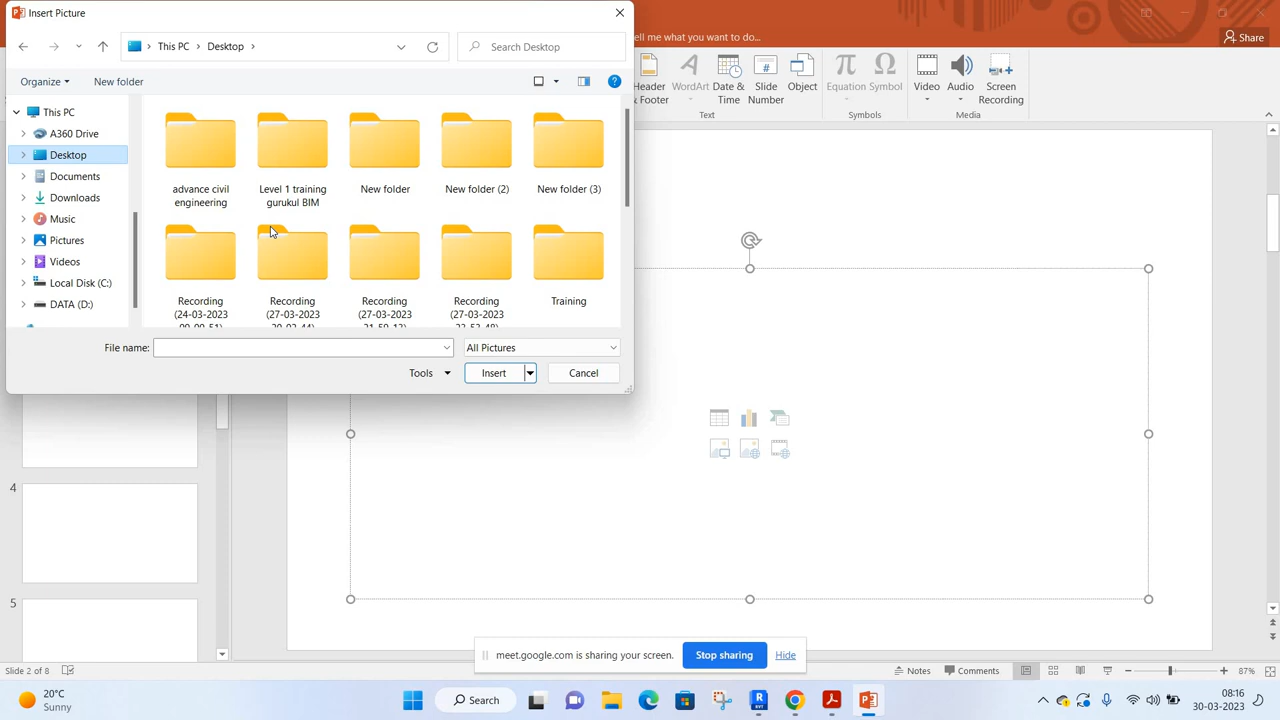 Insert Picture
This PC
Desktop
Search Desktop
Tell me what you want to do...
Share
Organize
New folder
Header
& Footer
WordArt
Date &
Time
Slide
Number
Object
Equation
Symbol
Video
Audio
Screen
Recording
Text
Symbols
Media
This PC
A360 Drive
Desktop
Documents
Downloads
Music
Pictures
Videos
Local Disk (C:)
DATA (D:)
advance civil
engineering
Level 1 training
gurukul BIM
New folder
New folder (2)
New folder (3)
Recording
(24-03-2023
Recording
(27-03-2023
Recording
(27-03-2023
Recording
(27-03-2023
Training
File name:
All Pictures
Tools
Insert
Cancel
4
5
meet.google.com is sharing your screen.
Stop sharing
Hide
Slide 2 of 8
Notes
Comments
87%
20°C
Sunny
Search
08:16
30-03-2023